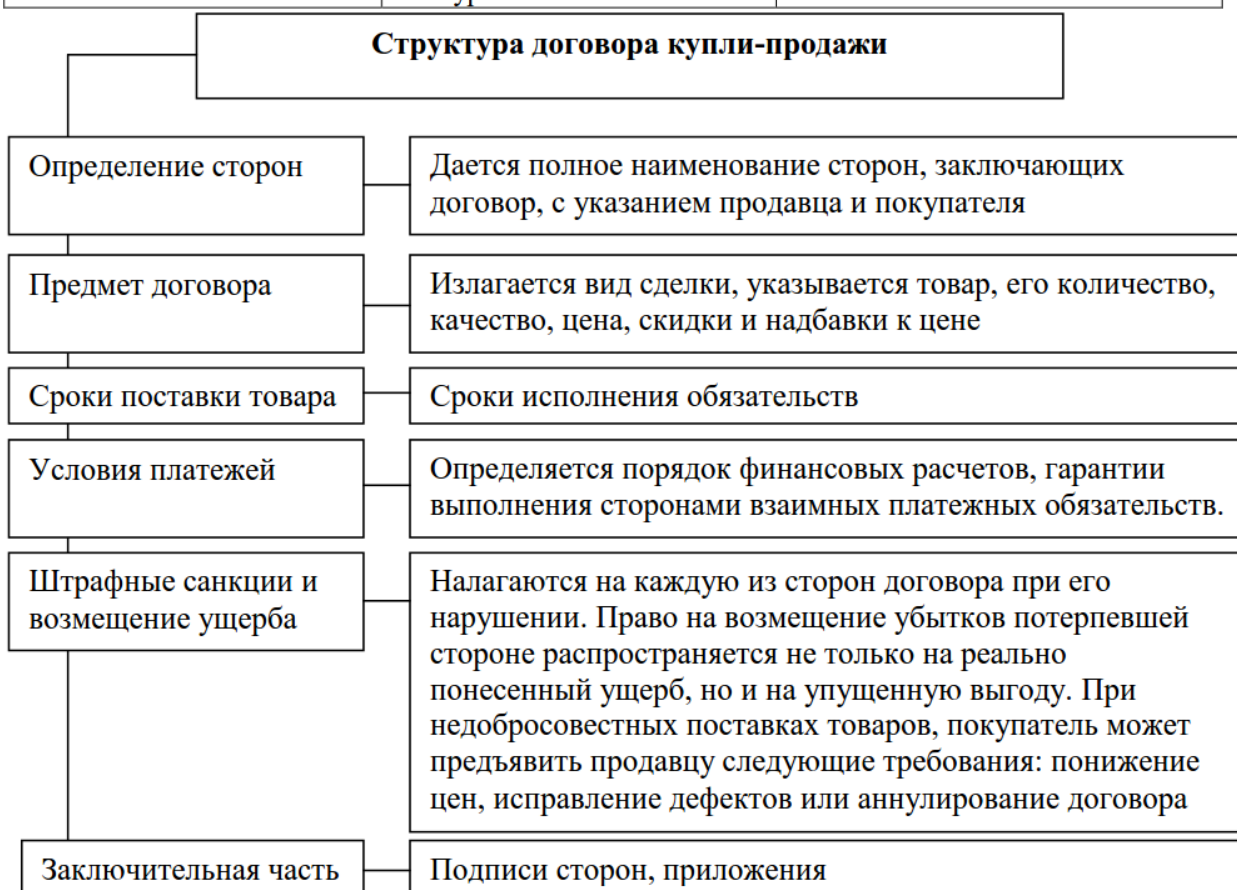 Структура договора купли-продажи
Определение сторон
Дается полное наименование сторон, заключающих
договор, с указанием продавца и покупателя
Предмет договора
Излагается вид сделки, указывается товар, его количество,
качество, цена, скидки и надбавки к цене
Сроки поставки товара
Сроки исполнения обязательств
Условия платежей
Определяется порядок финансовых расчетов, гарантии
выполнения сторонами взаимных платежных обязательств.
Штрафные санкции и
возмещение ущерба
Налагаются на каждую из сторон договора при его
нарушении. Право на возмещение убытков потерпевшей
стороне распространяется не только на реально
понесенный ущерб, но и на упущенную выгоду. При
недобросовестных поставках товаров, покупатель может
предъявить продавцу следующие требования: понижение
цен, исправление дефектов или аннулирование договора
Заключительная часть
Подписи сторон, приложения